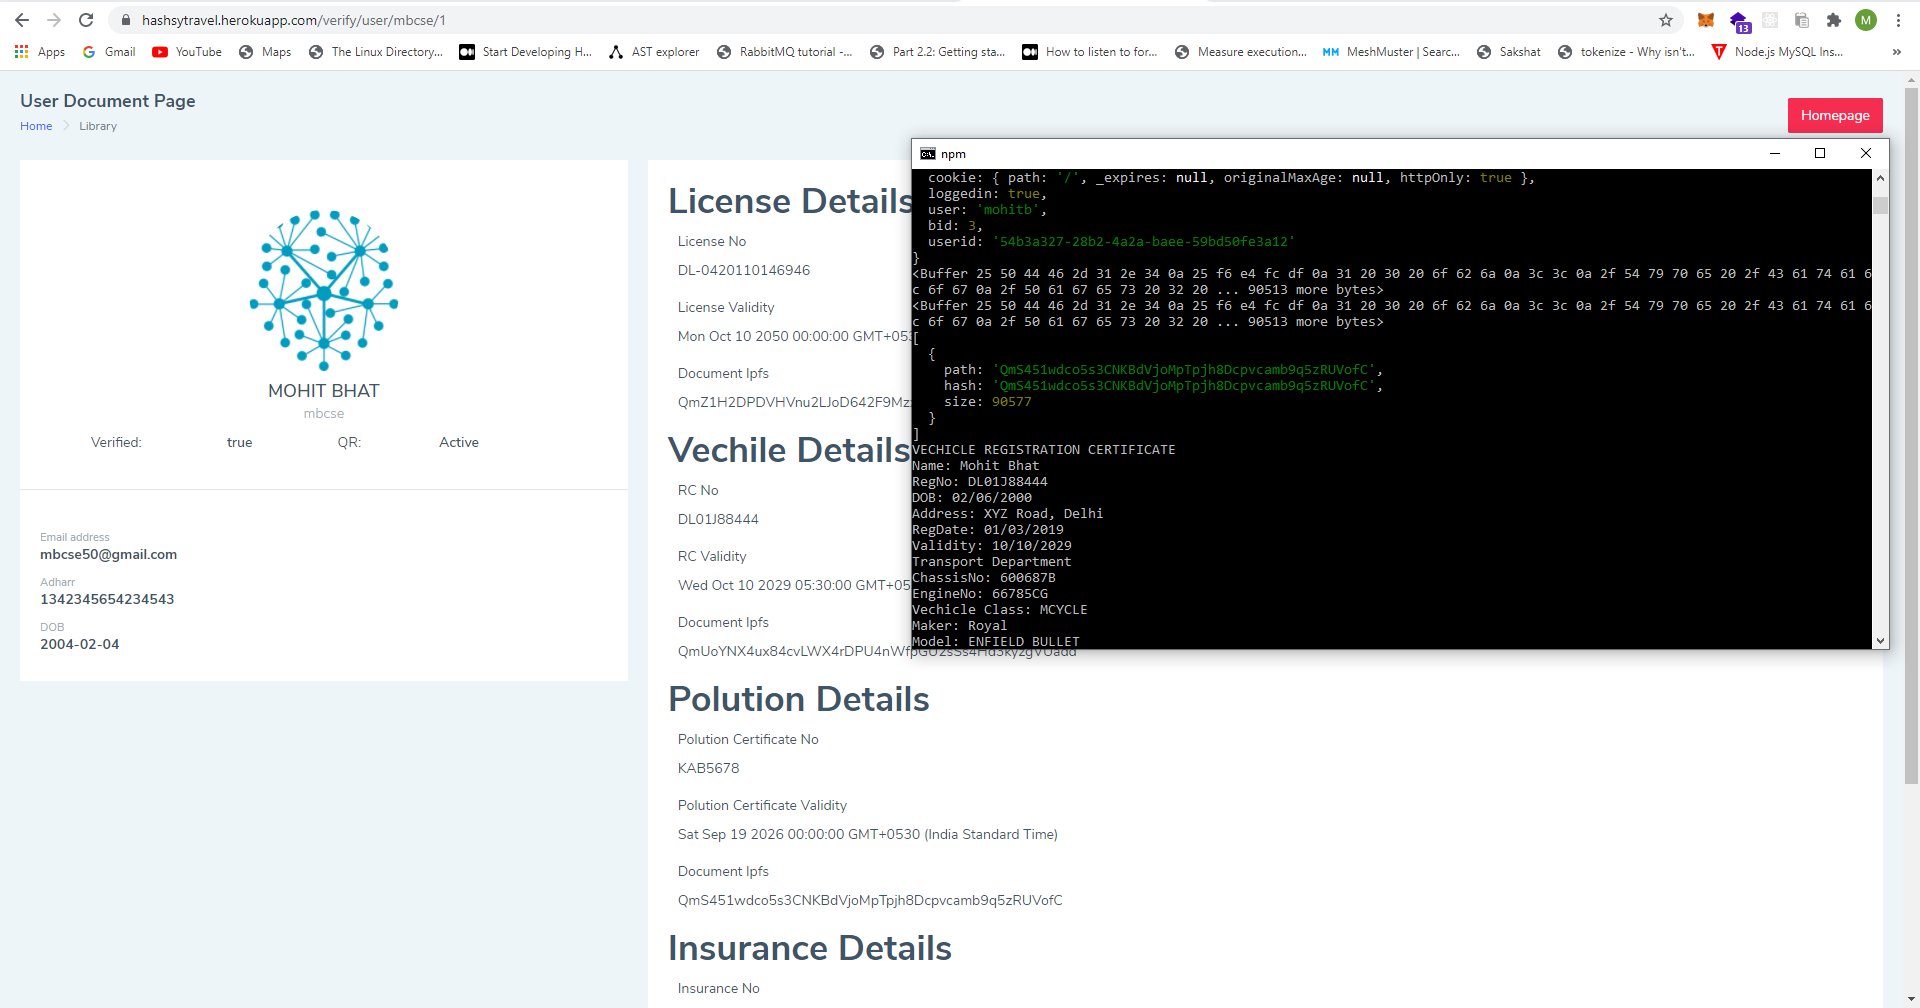 hashsytravel.herokuapp.com/verify/user/mbcse/1
13
M
Apps Gmail YouTube Maps The Linux Directory... Start Developing H... AST explorer RabbitMQ tutorial -... Part 2.2: Getting sta... How to listen to for... Measure execution... MM MeshMuster | Searc... Sakshat tokenize - Why isn't... Node.js MySQL Ins... »
User Document Page
Home Library
Homepage
MOHIT BHAT
mbcse
Verified: true QR: Active
Email address
mbcse50@gmail.com
Adharr
1342345654234543
DOB
2004-02-04
License Details
License No
DL-0420110146946
License Validity
Mon Oct 10 2050 00:00:00 GMT+05
Document Ipfs
QmZ1H2DPDVHVnu2LJoD642F9Mz
Vechile Details
RC No
DL01J88444
RC Validity
Wed Oct 10 2029 05:30:00 GMT+05
Document Ipfs
Polution Details
Polution Certificate No
KAB5678
Polution Certificate Validity
Sat Sep 19 2026 00:00:00 GMT+0530 (India Standard Time)
Document Ipfs
QmS451wdco5s3CNKBdVjoMpTpjh8Dcpvcamb9q5zRUVofC
Insurance Details
Insurance No
npm
cookie: { path: '/', _expires: null, originalMaxAge: null, httpOnly: true },
loggedin: true,
user: 'mohitb',
bid: 3,
userid: '54b3a327-28b2-4a2a-baee-59bd50fe3a12'
}
<Buffer 25 50 44 46 2d 31 2e 34 0a 25 f6 e4 fc df 0a 31 20 30 20 6f 62 6a 0a 3c 3c 0a 2f 54 79 70 65 20 2f 43 61 74 61 6
c 6f 67 0a 2f 50 61 67 65 73 20 32 20 ... 90513 more bytes>
<Buffer 25 50 44 46 2d 31 2e 34 0a 25 f6 e4 fc df 0a 31 20 30 20 6f 62 6a 0a 3c 3c 0a 2f 54 79 70 65 20 2f 43 61 74 61 6
c 6f 67 0a 2f 50 61 67 65 73 20 32 20 ... 90513 more bytes>
[
{
path: 'QmS451wdco5s3CNKBdVjoMpTpjh8Dcpvcamb9q5zRUVofC',
hash: 'QmS451wdco5s3CNKBdVjoMpTpjh8Dcpvcamb9q5zRUVofC',
size: 90577
}
]
VECHICLE REGISTRATION CERTIFICATE
Name: Mohit Bhat
RegNo: DL01J88444
DOB: 02/06/2000
Address: XYZ Road, Delhi
RegDate: 01/03/2019
Validity: 10/10/2029
Transport Department
ChassisNo: 600687B
EngineNo: 66785CG
Vechicle Class: MCYCLE
Maker: Royal
Model: ENFIELD BULLET